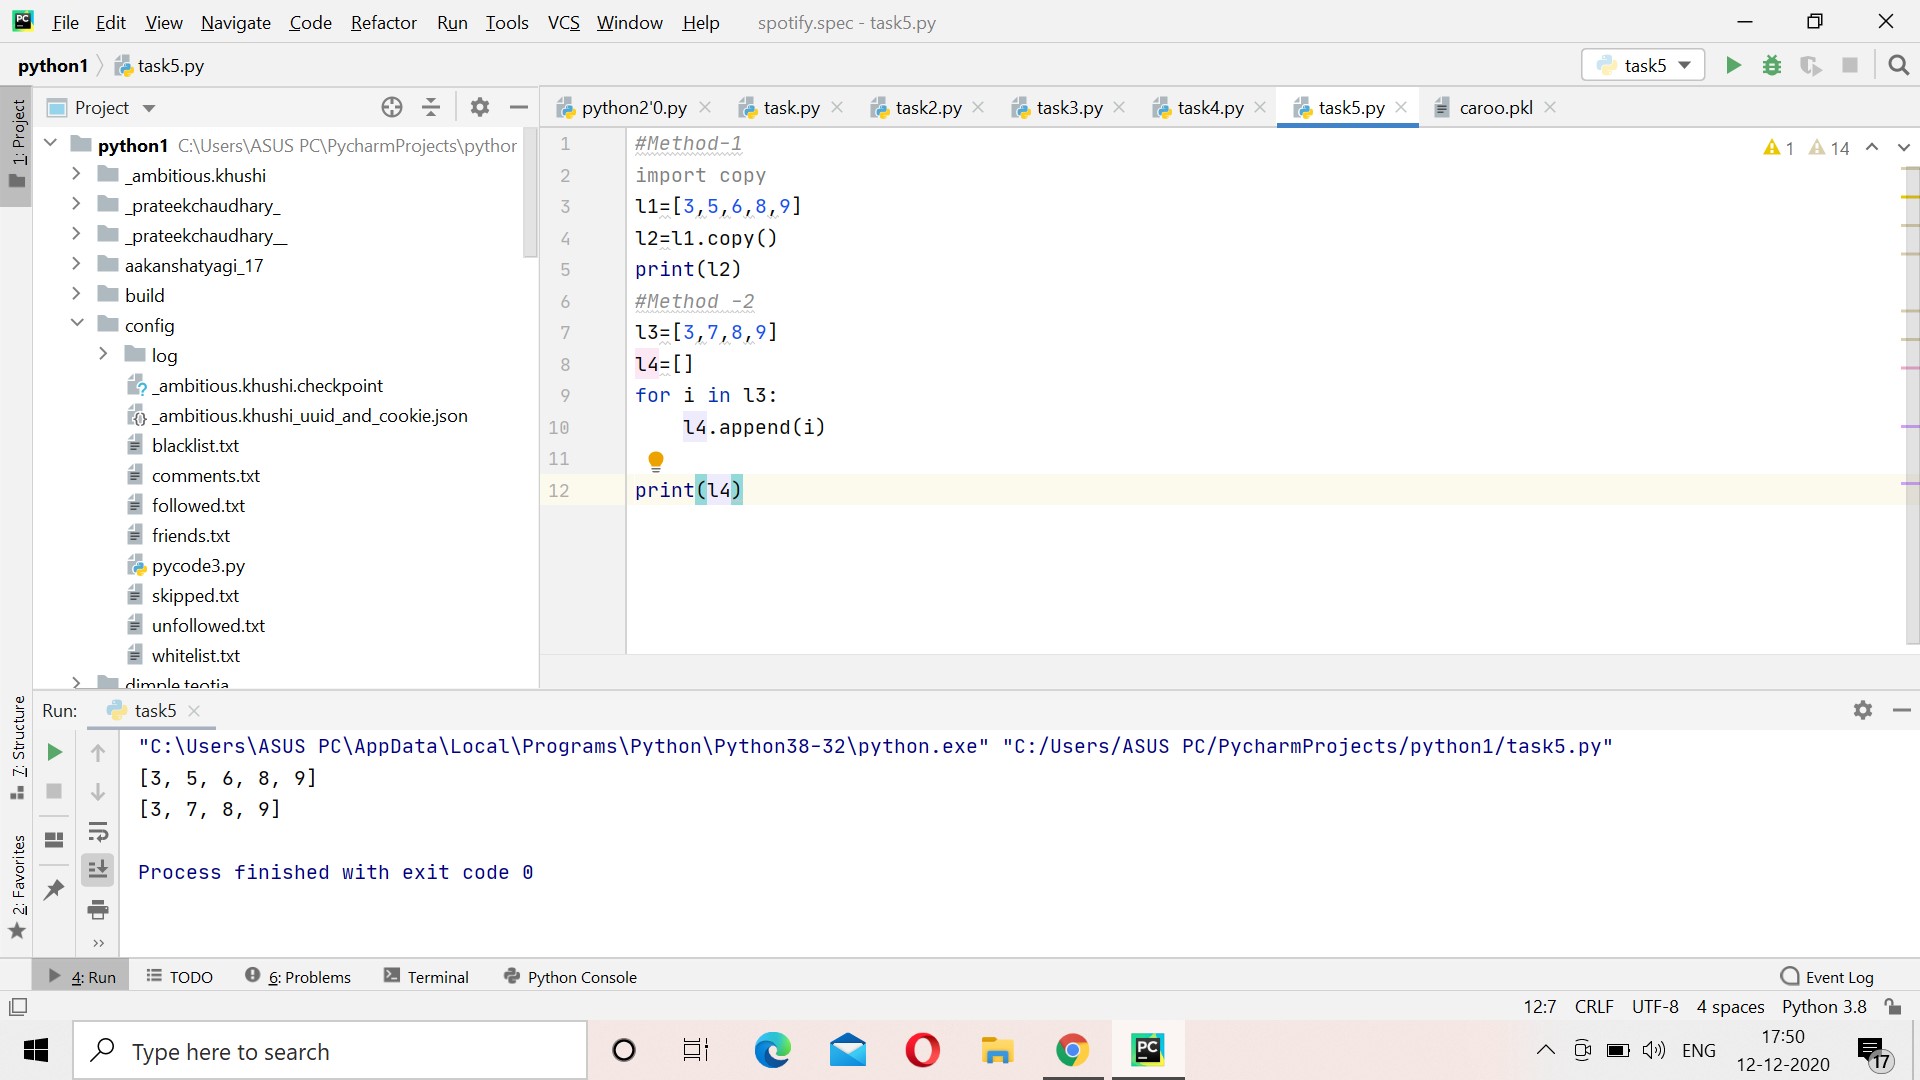 File Edit View Navigate Code Refactor Run Tools VCS Window Help spotify.spec - task5.py
python1 task5.py task5
Project python2'0.py task.py task2.py task3.py task4.py task5.py caroo.pkl
1: Project
python1 C:\Users\ASUS PC\PycharmProjects\pythor
_ambitious.khushi
_prateekchaudhary_
_prateekchaudhary__
aakanshatyagi_17
build
config
log
_ambitious.khushi.checkpoint
_ambitious.khushi_uuid_and_cookie.json
blacklist.txt
comments.txt
followed.txt
friends.txt
pycode3.py
skipped.txt
unfollowed.txt
whitelist.txt
dimple.teotia
1 #Method-1
2 import copy
3 l1=[3,5,6,8,9]
4 l2=l1.copy()
5 print(l2)
6 #Method -2
7 l3=[3,7,8,9]
8 l4=[]
9 for i in l3:
10 l4.append(i)
11
12 print(l4)
1 14
7: Structure
2: Favorites
Run: task5
"C:\Users\ASUS PC\AppData\Local\Programs\Python\Python38-32\python.exe" "C:/Users/ASUS PC/PycharmProjects/python1/task5.py"
[3, 5, 6, 8, 9]
[3, 7, 8, 9]
Process finished with exit code 0
4: Run TODO 6: Problems Terminal Python Console Event Log
12:7 CRLF UTF-8 4 spaces Python 3.8
Type here to search PC ENG 17:50
12-12-2020 17